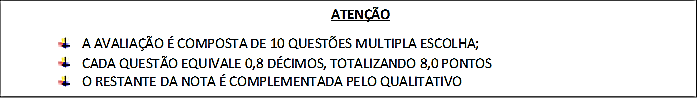 ATENÇÃO
A AVALIAÇÃO É COMPOSTA DE 10 QUESTÕES MULTIPLA ESCOLHA;
CADA QUESTÃO EQUIVALE 0,8 DÉCIMOS, TOTALIZANDO 8,0 PONTOS
O RESTANTE DA NOTA É COMPLEMENTADA PELO QUALITATIVO